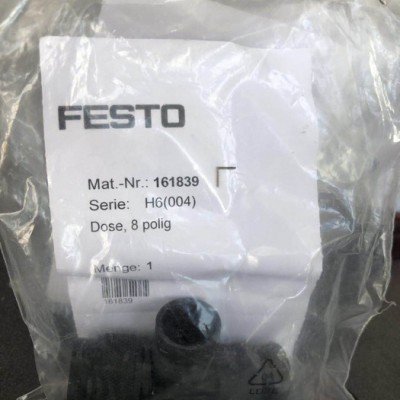 FESTO
Mat.-Nr.: 161839
Serie: H6(004)
Dose, 8 polig
Menge: 1
161839